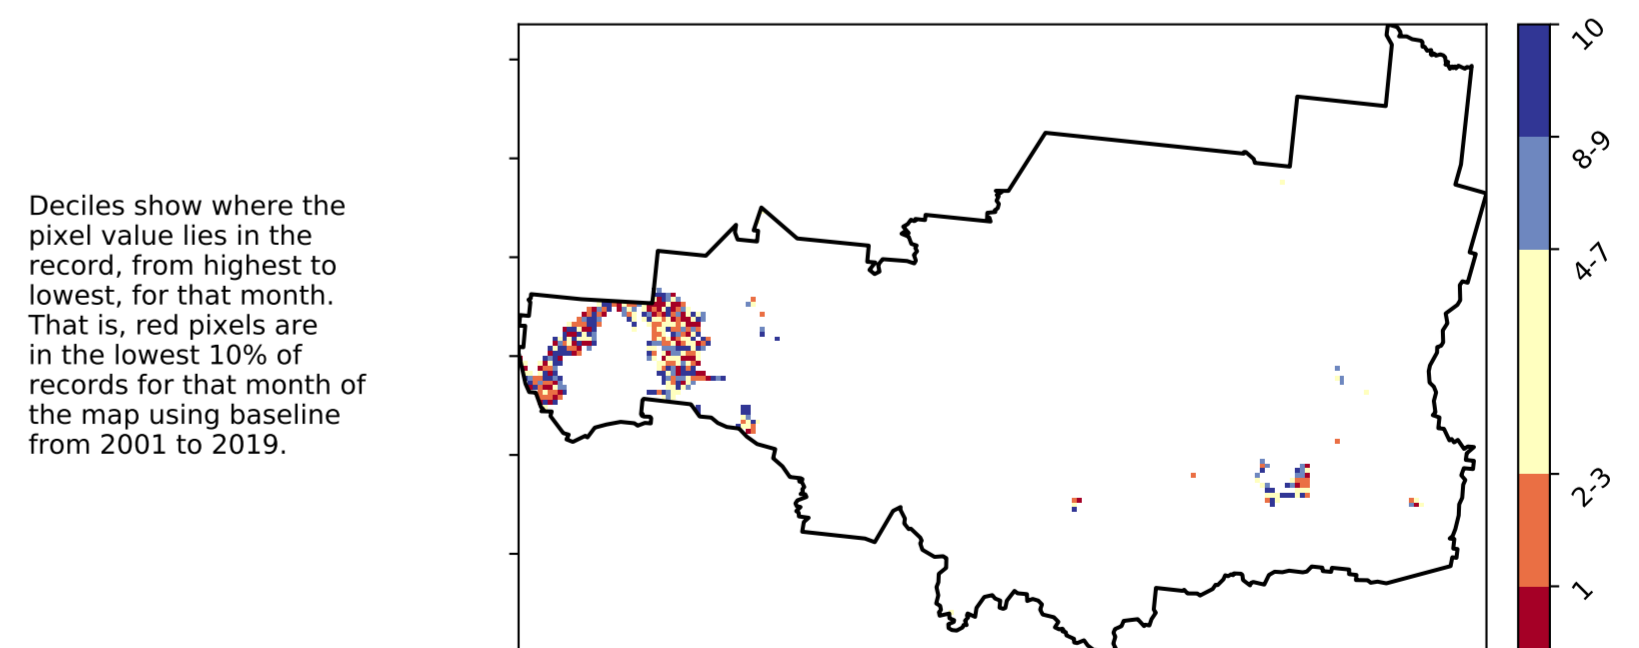 Deciles show where the
pixel value lies in the
record, from highest to
lowest, for that month.
That is, red pixels are
in the lowest 10% of
records for that month of
the map using baseline
from 2001 to 2019.
10
8-9
4-7
2-3
1